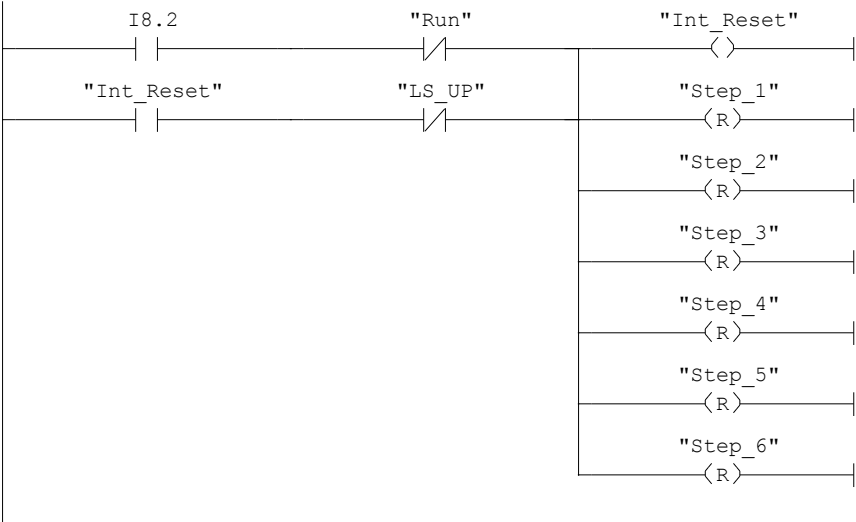 I8.2 "Run" "Int_Reset"
"Int_Reset" "LS_UP" "Step_1"
R
"Step_2"
R
"Step_3"
R
"Step_4"
R
"Step_5"
R
"Step_6"
R